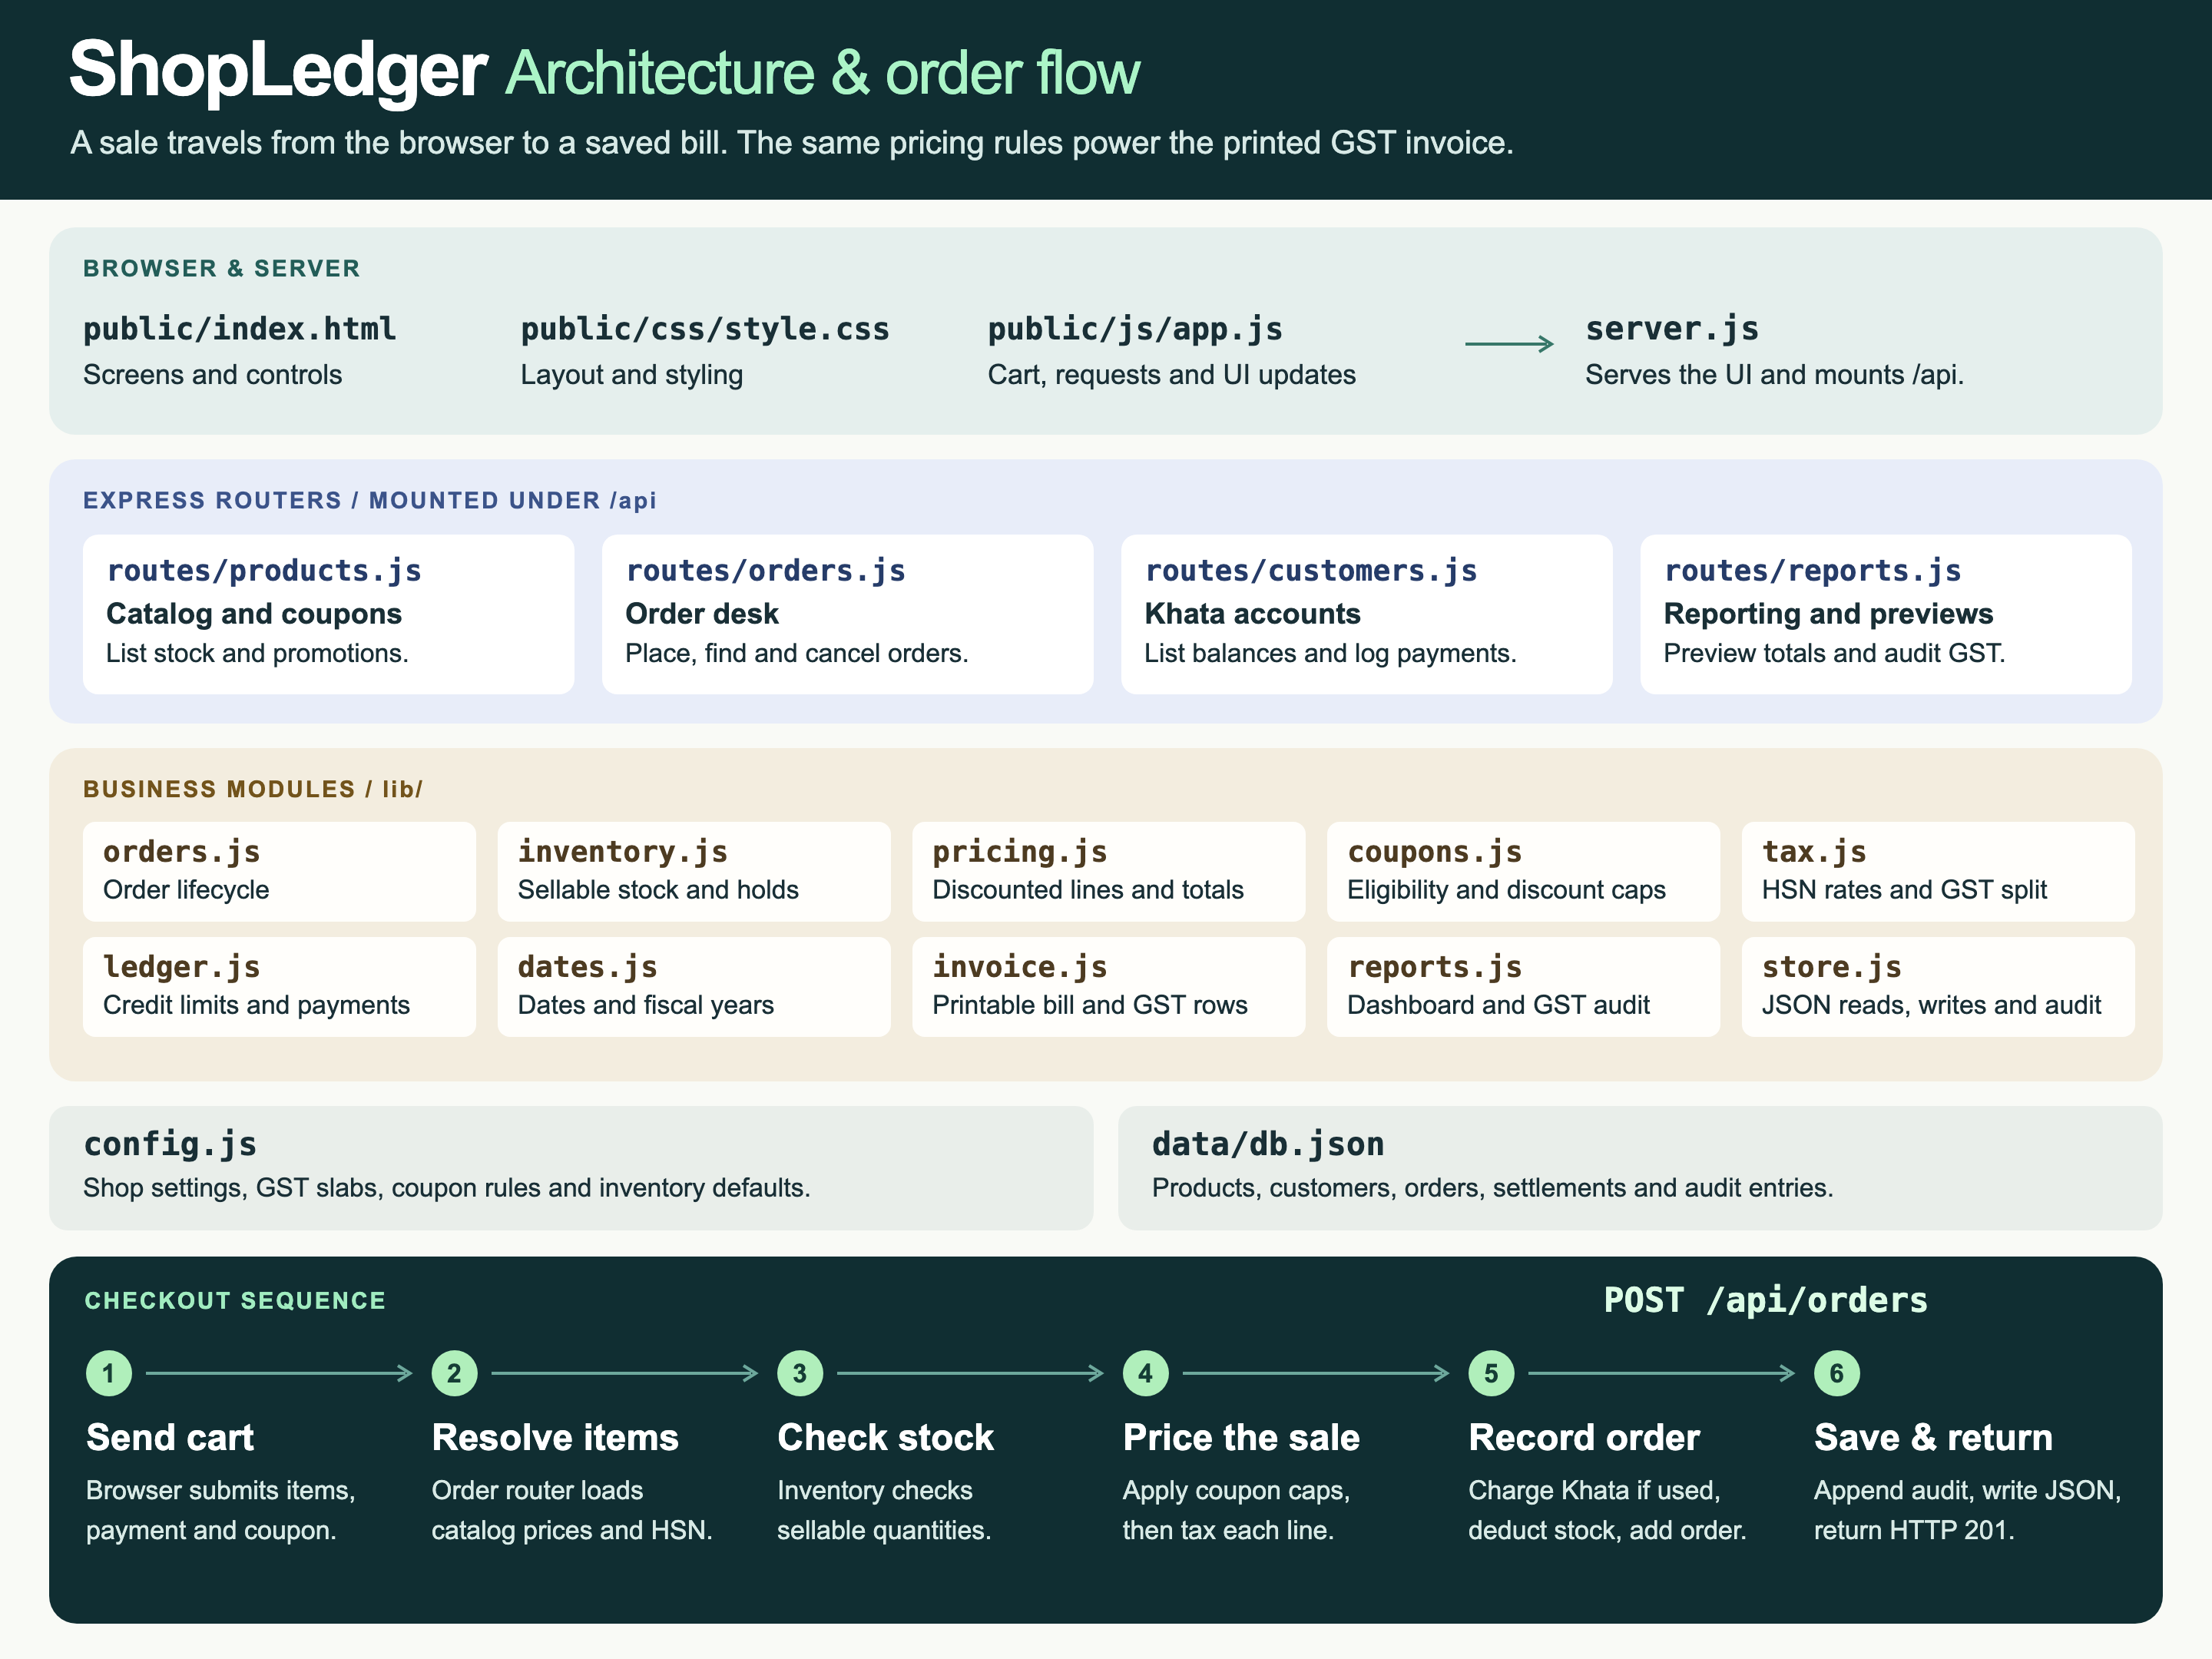 ShopLedger Architecture & order flow
A sale travels from the browser to a saved bill. The same pricing rules power the printed GST invoice.
BROWSER & SERVER
public/index.html
Screens and controls
public/css/style.css
Layout and styling
public/js/app.js
Cart, requests and UI updates
server.js
Serves the UI and mounts /api.
EXPRESS ROUTERS / MOUNTED UNDER /api
routes/products.js
Catalog and coupons
List stock and promotions.
routes/orders.js
Order desk
Place, find and cancel orders.
routes/customers.js
Khata accounts
List balances and log payments.
routes/reports.js
Reporting and previews
Preview totals and audit GST.
BUSINESS MODULES / lib/
orders.js
Order lifecycle
inventory.js
Sellable stock and holds
pricing.js
Discounted lines and totals
coupons.js
Eligibility and discount caps
tax.js
HSN rates and GST split
ledger.js
Credit limits and payments
dates.js
Dates and fiscal years
invoice.js
Printable bill and GST rows
reports.js
Dashboard and GST audit
store.js
JSON reads, writes and audit
config.js
Shop settings, GST slabs, coupon rules and inventory defaults.
data/db.json
Products, customers, orders, settlements and audit entries.
CHECKOUT SEQUENCE
POST /api/orders
1
Send cart
Browser submits items,
payment and coupon.
2
Resolve items
Order router loads
catalog prices and HSN.
3
Check stock
Inventory checks
sellable quantities.
4
Price the sale
Apply coupon caps,
then tax each line.
5
Record order
Charge Khata if used,
deduct stock, add order.
6
Save & return
Append audit, write JSON,
return HTTP 201.